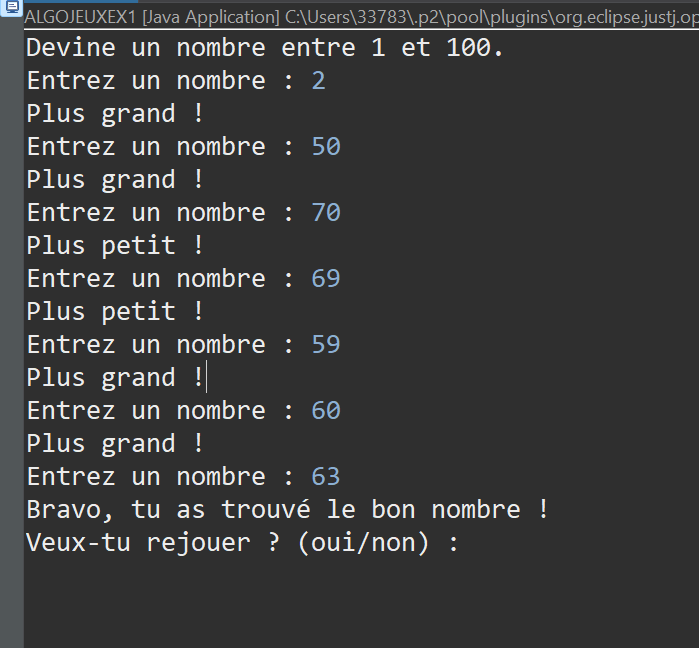 ALGOJEUXEX1 [Java Application] C:\Users\33783\.p2\pool\plugins\org.eclipse.justj.op
Devine un nombre entre 1 et 100.
Entrez un nombre : 2
Plus grand !
Entrez un nombre : 50
Plus grand !
Entrez un nombre : 70
Plus petit !
Entrez un nombre : 69
Plus petit !
Entrez un nombre : 59
Plus grand !
Entrez un nombre : 60
Plus grand !
Entrez un nombre : 63
Bravo, tu as trouvé le bon nombre !
Veux-tu rejouer ? (oui/non) :